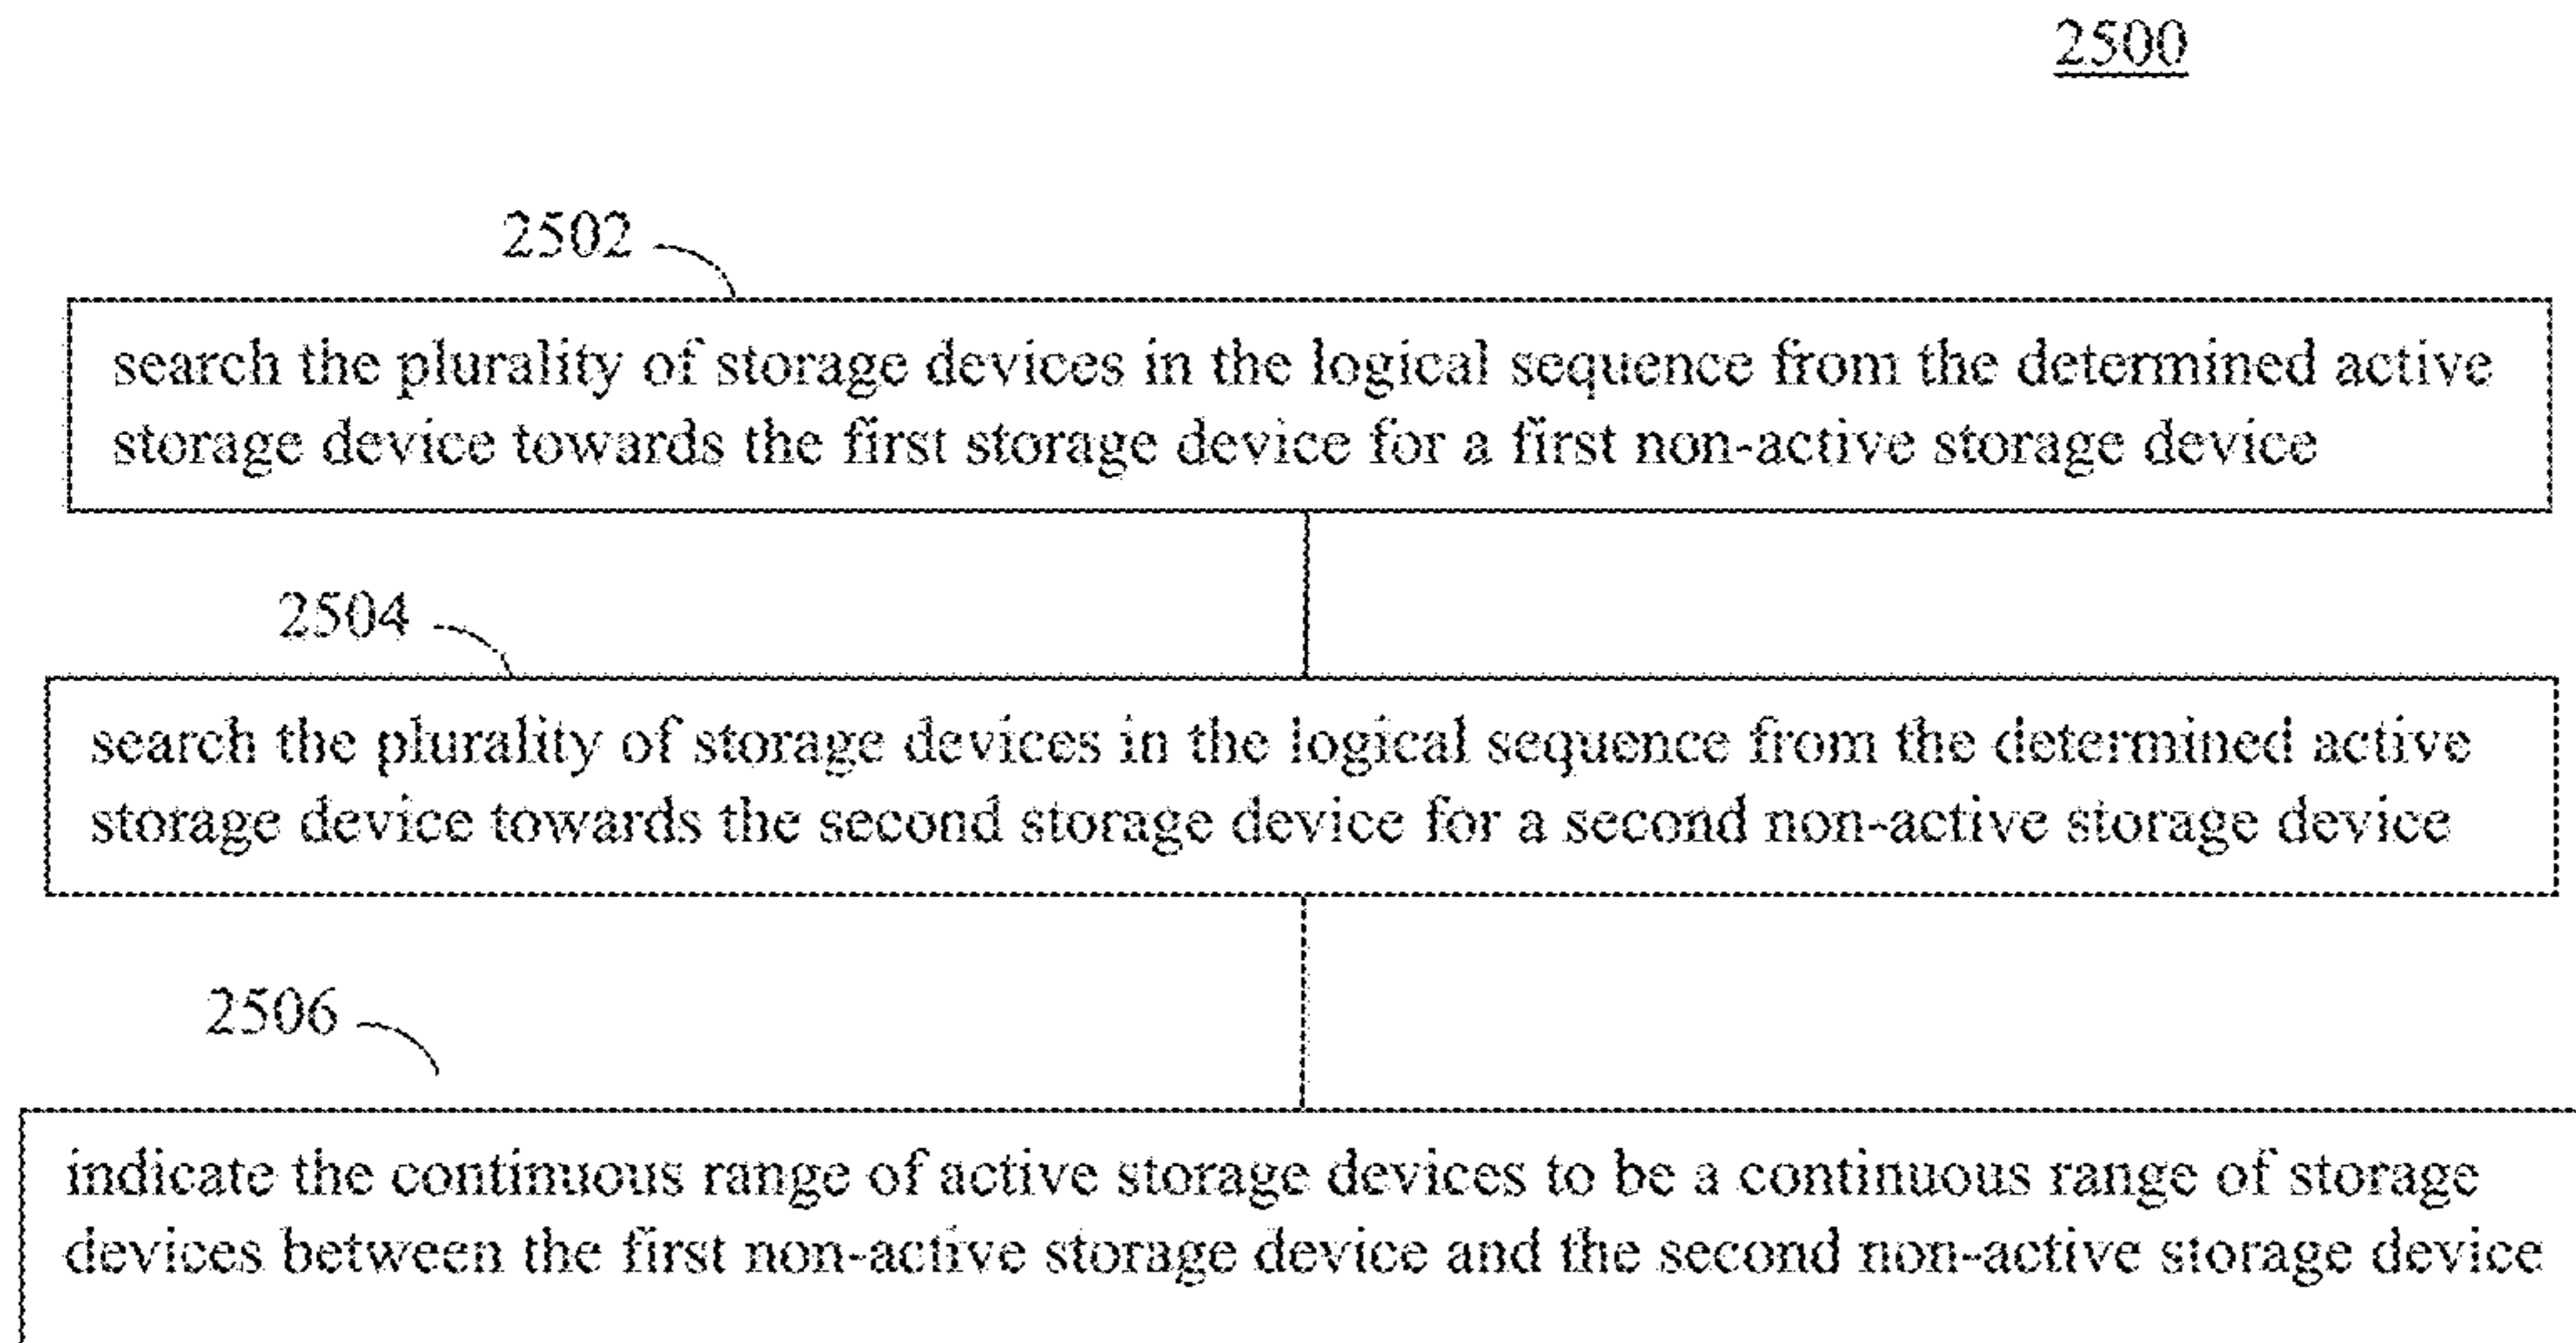 2500
2502
search the plurality of storage devices in the logical sequence from the determined active
storage device towards the first storage device for a first non-active storage device
2504
search the plurality of storage devices in the logical sequence from the determined active
storage device towards the second storage device for a second non-active storage device
2506
indicate the continuous range of active storage devices to be a continuous range of storage
devices between the first non-active storage device and the second non-active storage device